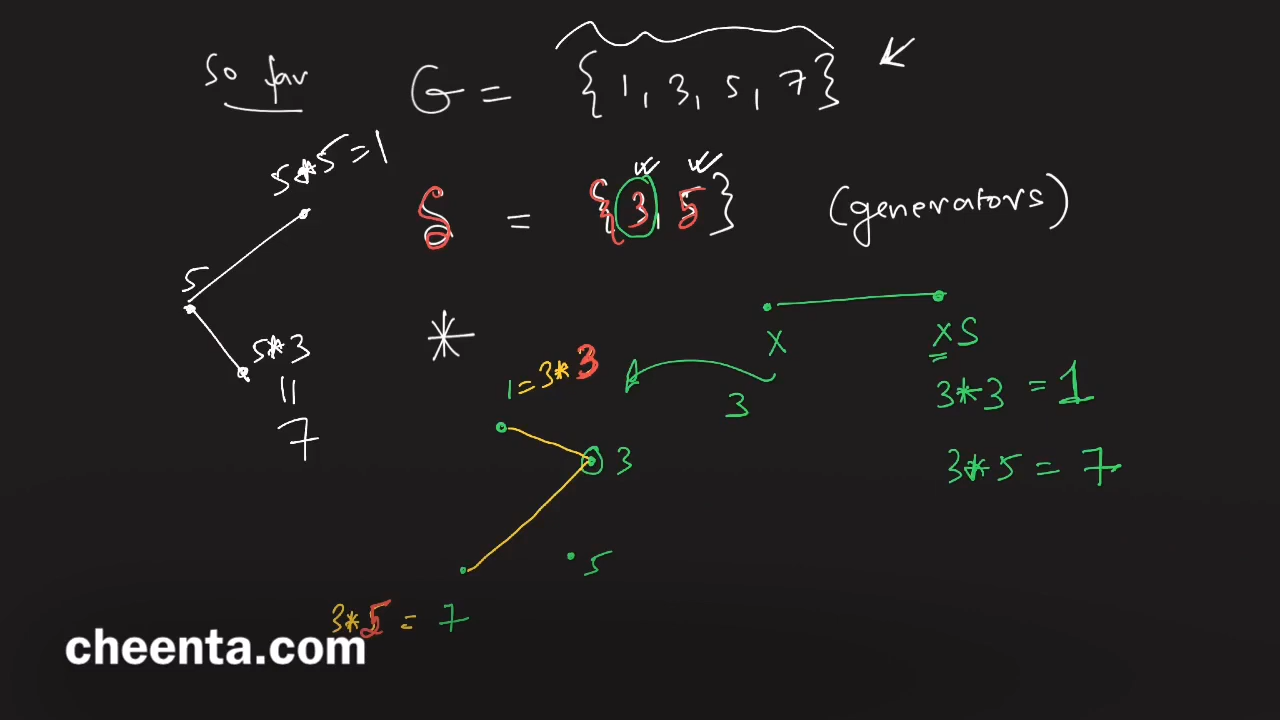 So far G = {1, 3, 5, 7}
5*5=1
S = {3, 5} (generators)
5
5*3
||
7
*
x xS
3
1=3*3
3*3 = 1
3
3*5 = 7
5
3*5 = 7
cheenta.com